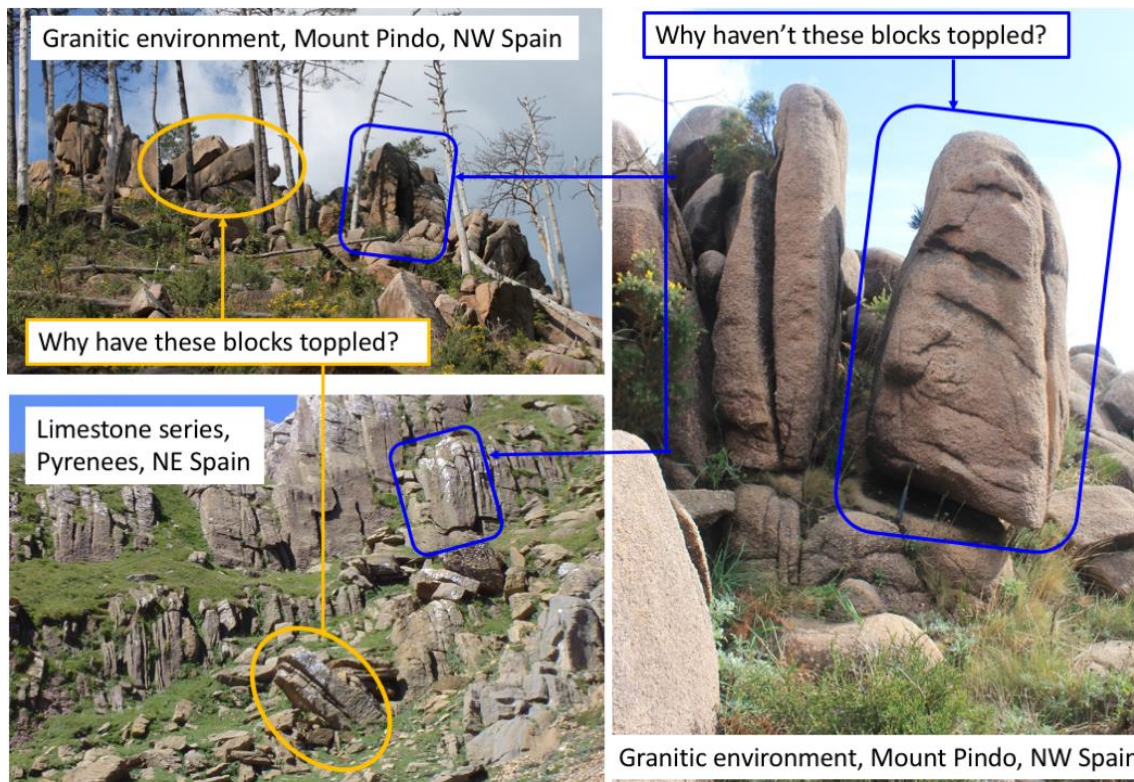 Granitic environment, Mount Pindo, NW Spain
Why haven't these blocks toppled?
Why have these blocks toppled?
Limestone series,
Pyrenees, NE Spain
Granitic environment, Mount Pindo, NW Spain